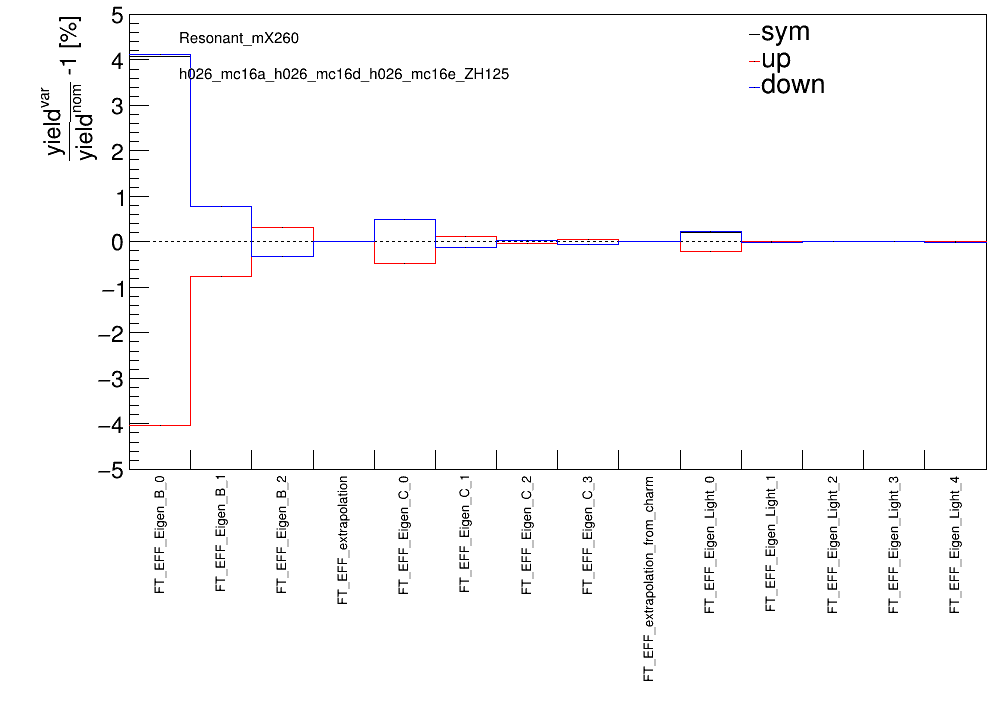 yield^var
yield^nom -1 [%]
Resonant_mX260
h026_mc16a_h026_mc16d_h026_mc16e_ZH125
−sym
−up
−down
5
4
3
2
1
0
−1
−2
−3
−4
−5
FT_EFF_Eigen_B_0
FT_EFF_Eigen_B_1
FT_EFF_Eigen_B_2
FT_EFF_extrapolation
FT_EFF_Eigen_C_0
FT_EFF_Eigen_C_1
FT_EFF_Eigen_C_2
FT_EFF_Eigen_C_3
FT_EFF_extrapolation_from_charm
FT_EFF_Eigen_Light_0
FT_EFF_Eigen_Light_1
FT_EFF_Eigen_Light_2
FT_EFF_Eigen_Light_3
FT_EFF_Eigen_Light_4